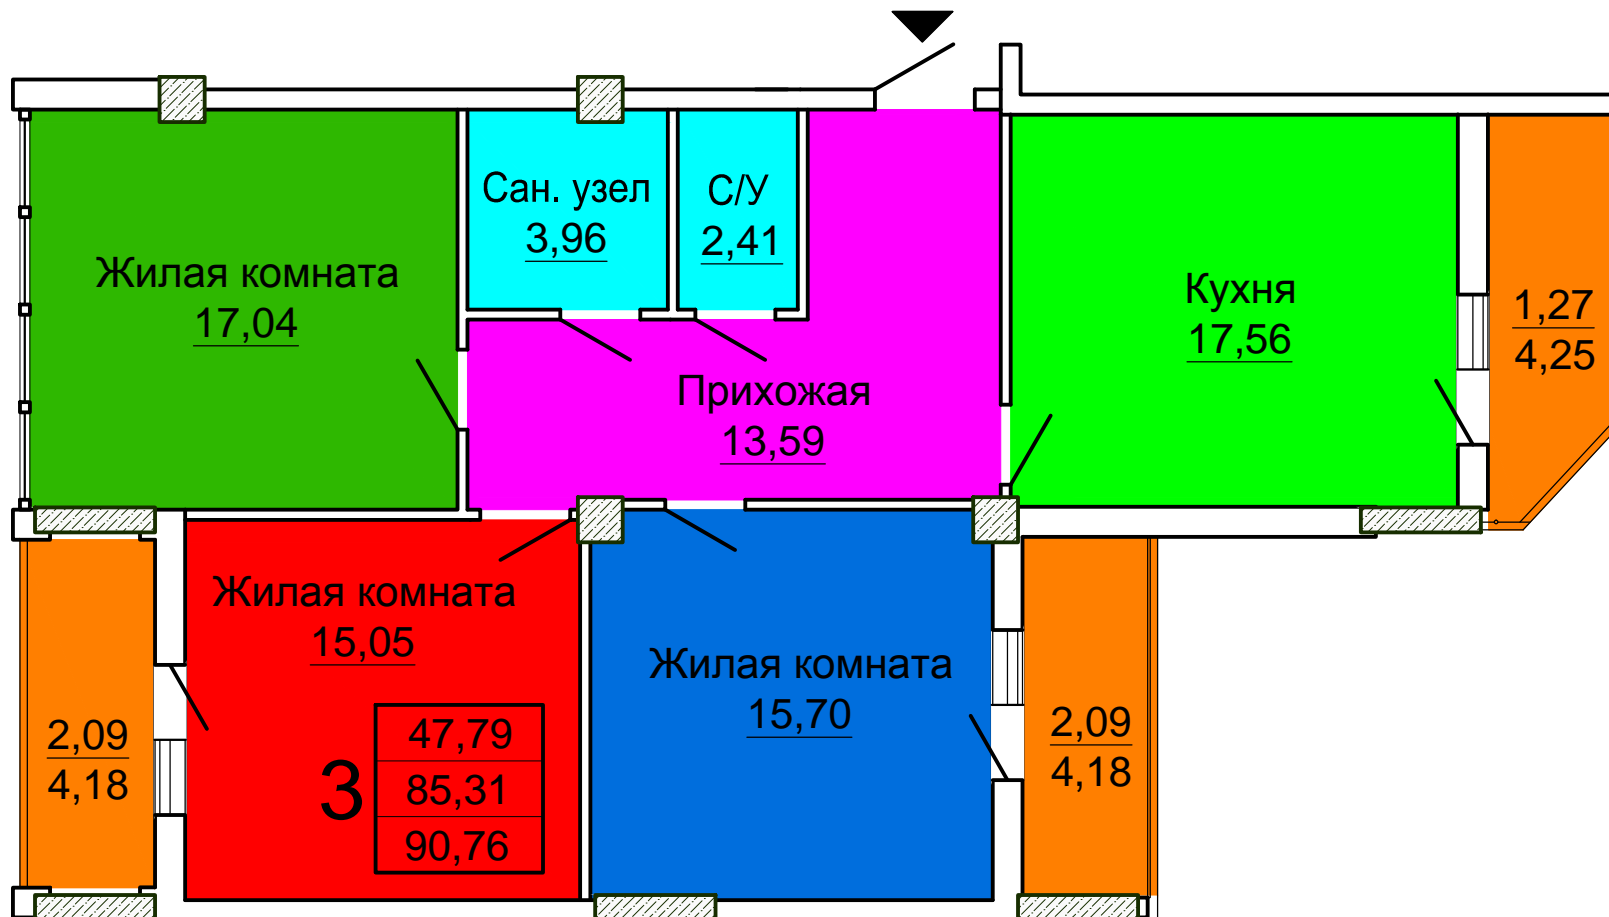 Сан. узел
3,96
С/У
2,41
Жилая комната
17,04
Кухня
17,56
1,27
4,25
Прихожая
13,59
Жилая комната
15,05
Жилая комната
15,70
2,09
4,18
3
47,79
85,31
90,76
2,09
4,18